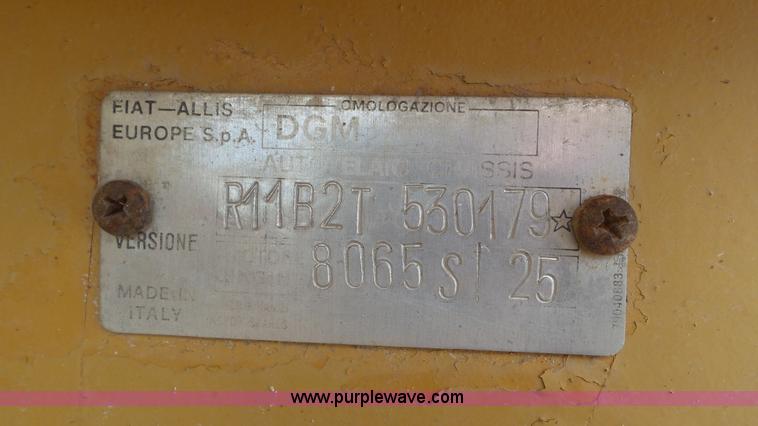 FIAT—ALLIS
EUROPE S.p.A.
OMOLOGAZIONE
DGM
AUTOTELAIO CHASSIS
R11B2T 530179☆
VERSIONE
8065 S! 25
MADE IN
ITALY
www.purplewave.com